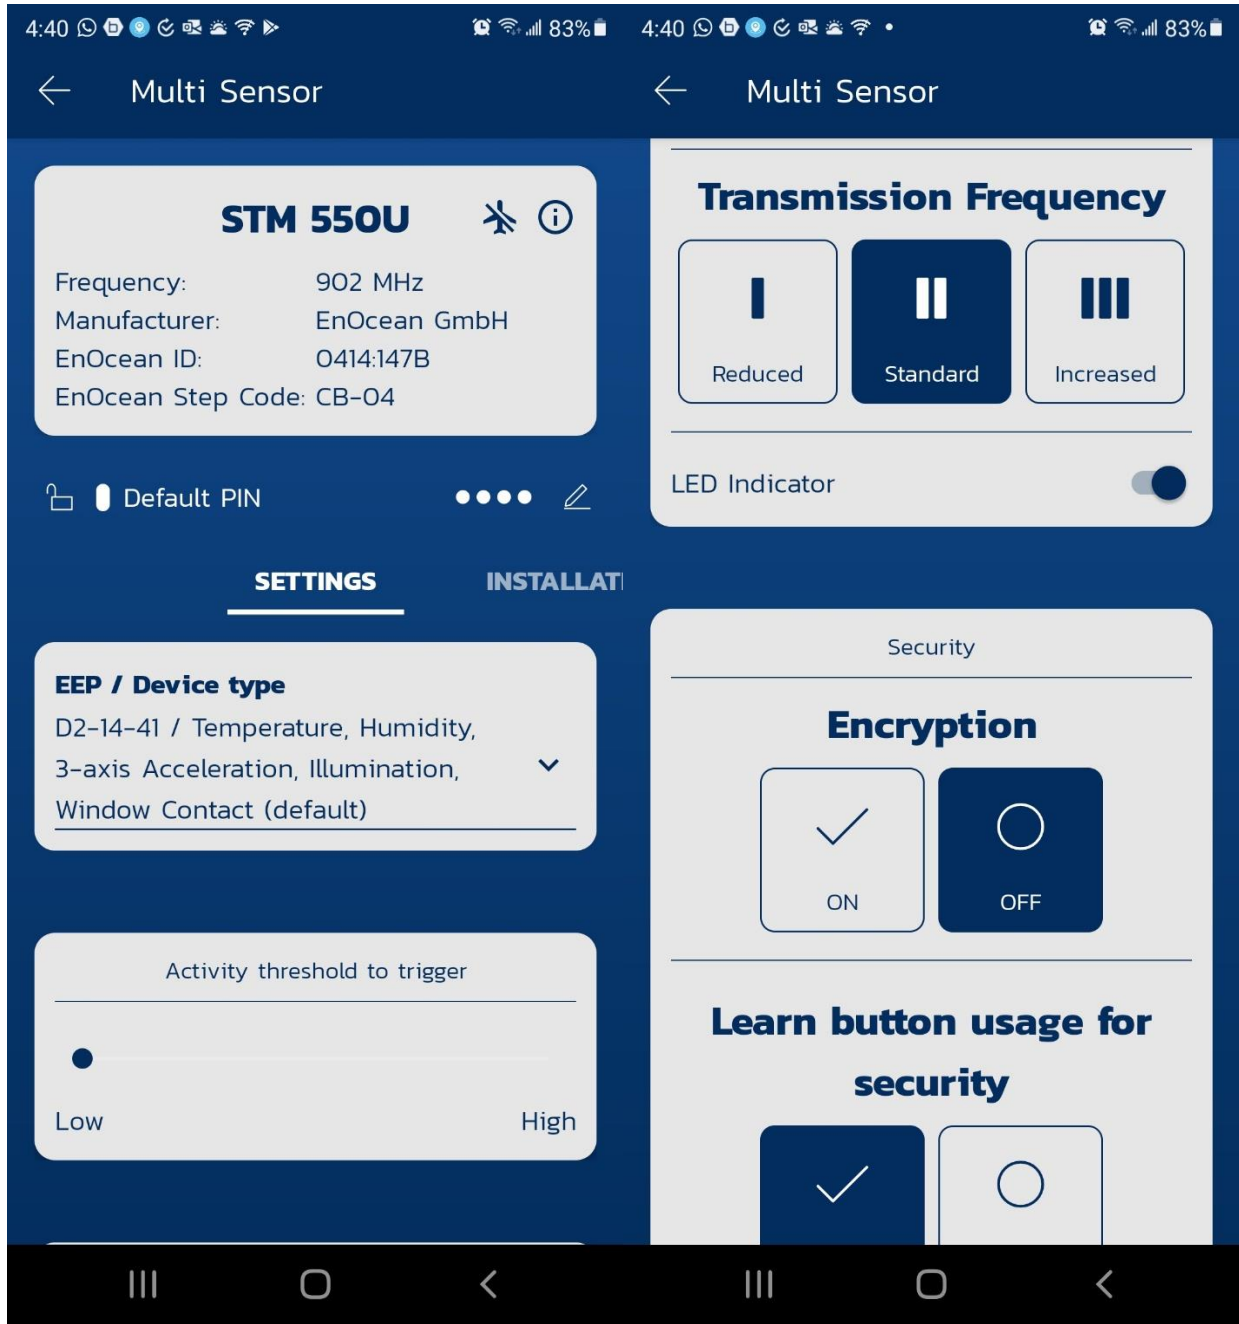 4:40
83%
Multi Sensor
STM 550U
Frequency: 902 MHz
Manufacturer: EnOcean GmbH
EnOcean ID: 0414:147B
EnOcean Step Code: CB-04
Default PIN
SETTINGS
INSTALLATI
EEP / Device type
D2-14-41 / Temperature, Humidity,
3-axis Acceleration, Illumination,
Window Contact (default)
Activity threshold to trigger
Low
High
4:40
83%
Multi Sensor
Transmission Frequency
Reduced
Standard
Increased
LED Indicator
Security
Encryption
ON
OFF
Learn button usage for
security